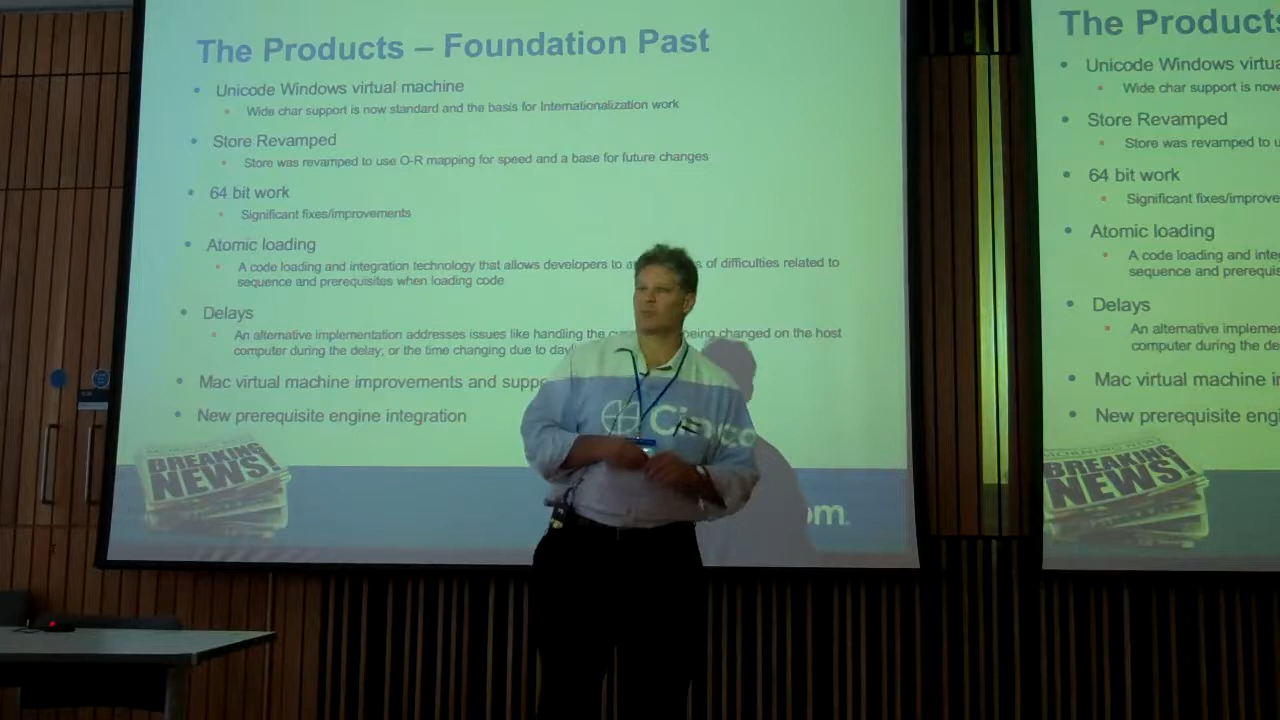 The Products – Foundation Past
Unicode Windows virtual machine
Wide char support is now standard and the basis for Internationalization work
Store Revamped
Store was revamped to use O-R mapping for speed and a base for future changes
64 bit work
Significant fixes/improvements
Atomic loading
A code loading and integration technology that allows developers to of difficulties related to
sequence and prerequisites when loading code
Delays
An alternative implementation addresses issues like handling the being changed on the host
computer during the delay, or the time changing due to
Mac virtual machine improvements and
New prerequisite engine integration
BREAKING
NEWS!
Cinco
om.
The Products
Unicode Windows
Wide char support is now
Store Revamped
Store was revamped to
64 bit work
Significant
Atomic loading
A code loading and
sequence and
Delays
An alternative
computer during the
Mac virtual machine
New prerequisite
MORNING NEWS
BREAKING
NEWS!